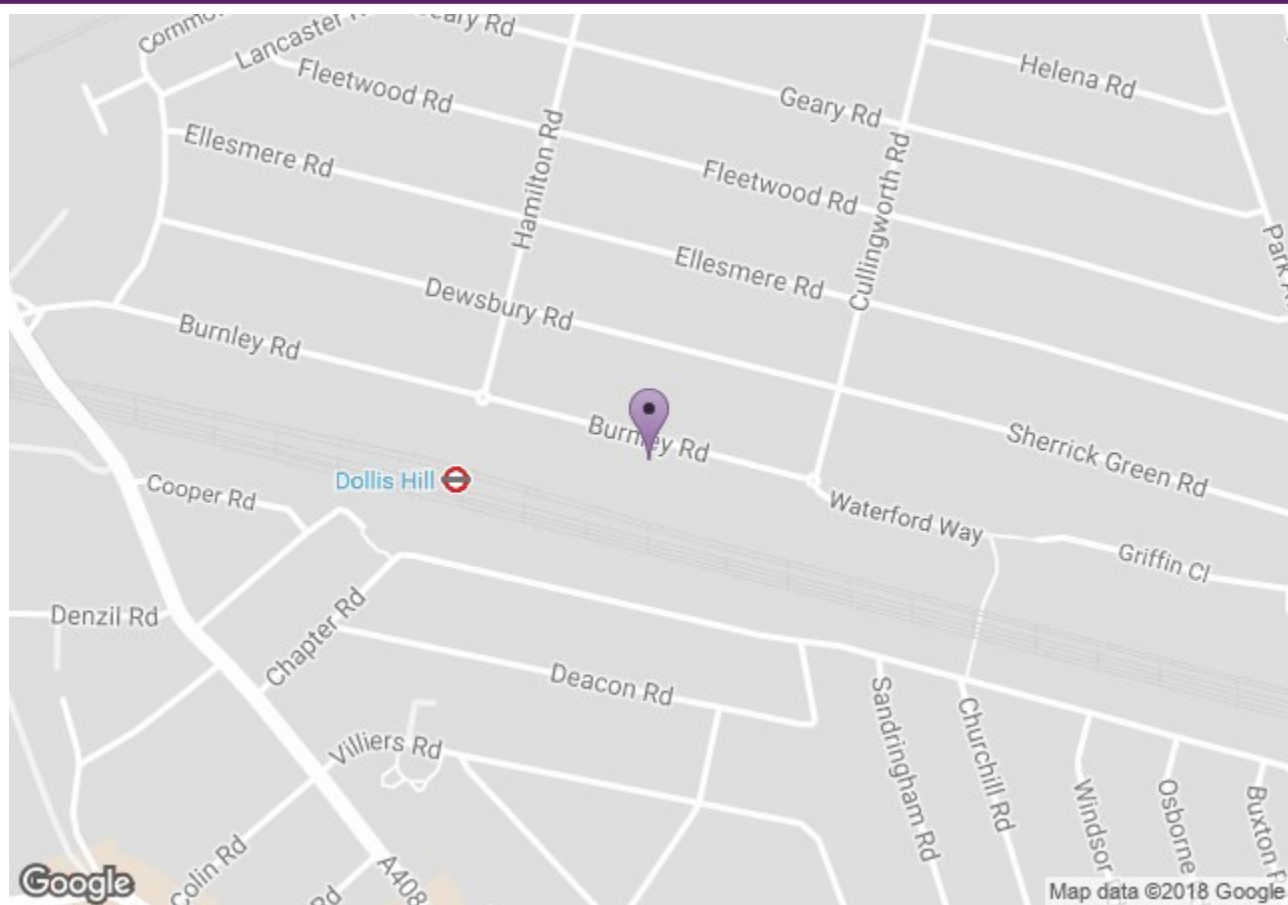 Lancaster
Geary Rd
Helena Rd
Fleetwood Rd
Geary Rd
Ellesmere Rd
Hamilton Rd
Fleetwood Rd
Cullingworth Rd
Ellesmere Rd
Park
Dewsbury Rd
Burnley Rd
Burnley Rd
Sherrick Green Rd
Dollis Hill
Cooper Rd
Waterford Way
Griffin Cl
Denzil Rd
Chapter Rd
Deacon Rd
Sandringham Rd
Churchill Rd
Villiers Rd
Windsor
Osborne
Buxton
Colin Rd
Rd
A408
Google
Map data ©2018 Google